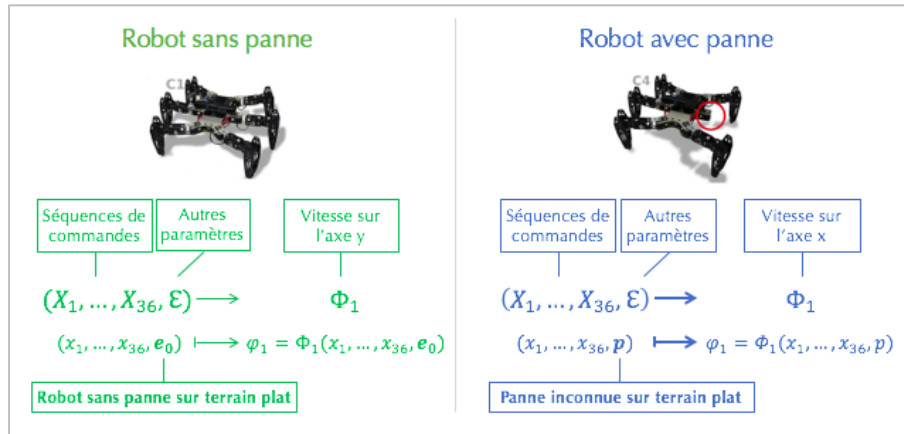 Robot sans panne
C1
Séquences de
commandes
Autres
paramètres
Vitesse sur
l'axe y
(X₁, ..., X₃₆, Ɛ) ⟶ Φ₁
(x₁, ..., x₃₆, e₀) ⟼ φ₁ = Φ₁(x₁, ..., x₃₆, e₀)
Robot sans panne sur terrain plat
Robot avec panne
C4
Séquences de
commandes
Autres
paramètres
Vitesse sur
l'axe x
(X₁, ..., X₃₆, Ɛ) ⟶ Φ₁
(x₁, ..., x₃₆, p) ⟼ φ₁ = Φ₁(x₁, ..., x₃₆, p)
Panne inconnue sur terrain plat